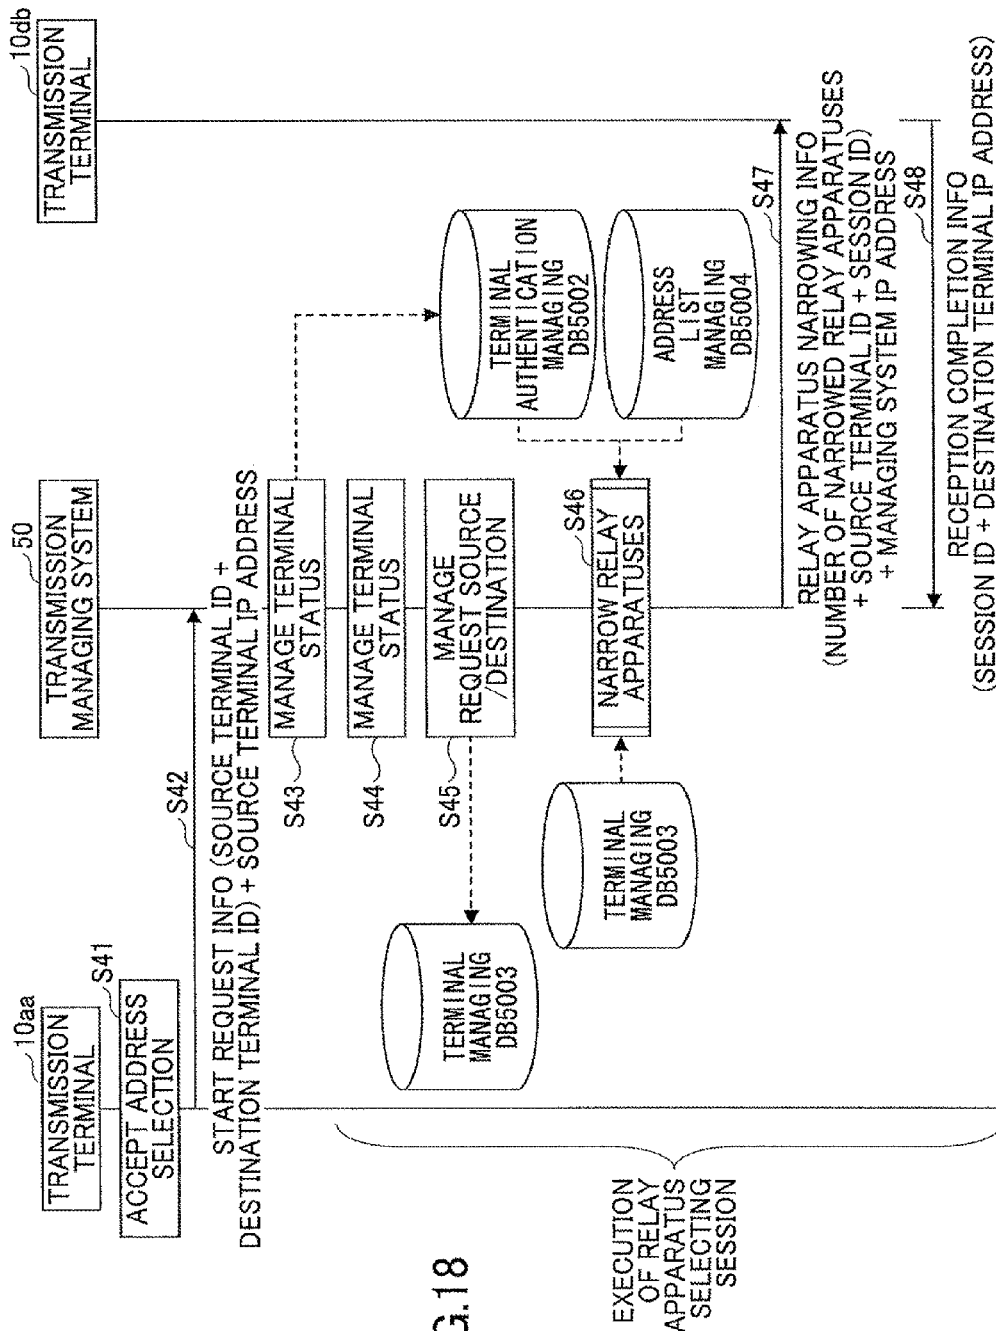 G.18
10aa
TRANSMISSION
TERMINAL
50
TRANSMISSION
MANAGING SYSTEM
10db
TRANSMISSION
TERMINAL
S41
ACCEPT ADDRESS
SELECTION
S42
START REQUEST INFO (SOURCE TERMINAL ID +
DESTINATION TERMINAL ID) + SOURCE TERMINAL IP ADDRESS
S43
MANAGE TERMINAL
STATUS
S44
MANAGE TERMINAL
STATUS
S45
MANAGE
REQUEST SOURCE
/DESTINATION
TERMINAL
MANAGING
DB5003
TERMINAL
AUTHENTICATION
MANAGING
DB5002
ADDRESS
LIST
MANAGING
DB5004
TERMINAL
MANAGING
DB5003
S46
NARROW RELAY
APPARATUSES
EXECUTION
OF RELAY
APPARATUS
SELECTING
SESSION
S47
RELAY APPARATUS NARROWING INFO
(NUMBER OF NARROWED RELAY APPARATUSES
+ SOURCE TERMINAL ID + SESSION ID)
+ MANAGING SYSTEM IP ADDRESS
S48
RECEPTION COMPLETION INFO
(SESSION ID + DESTINATION TERMINAL IP ADDRESS)